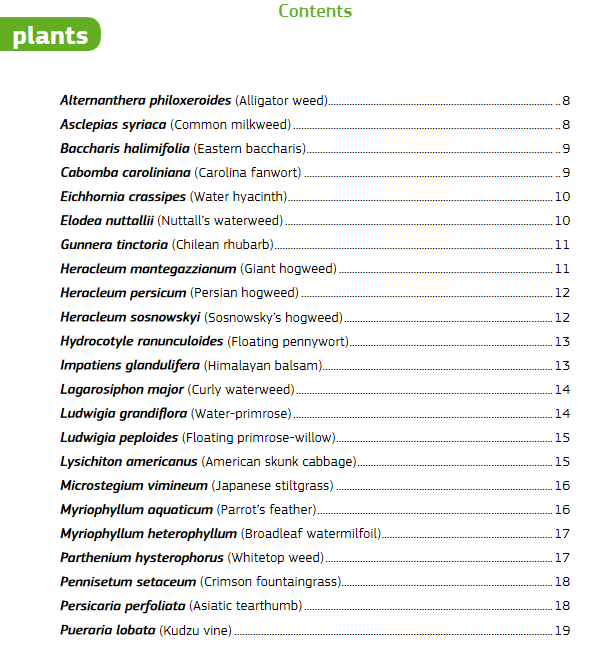 Contents
plants
Alternanthera philoxeroides (Alligator weed).......... ..8
Asclepias syriaca (Common milkweed).......... ..8
Baccharis halimifolia (Eastern baccharis).......... ..9
Cabomba caroliniana (Carolina fanwort).......... ..9
Eichhornia crassipes (Water hyacinth)..........10
Elodea nuttallii (Nuttall's waterweed)..........10
Gunnera tinctoria (Chilean rhubarb)..........11
Heracleum mantegazzianum (Giant hogweed)..........11
Heracleum persicum (Persian hogweed)..........12
Heracleum sosnowskyi (Sosnowsky's hogweed)..........12
Hydrocotyle ranunculoides (Floating pennywort)..........13
Impatiens glandulifera (Himalayan balsam)..........13
Lagarosiphon major (Curly waterweed)..........14
Ludwigia grandiflora (Water-primrose)..........14
Ludwigia peploides (Floating primrose-willow)..........15
Lysichiton americanus (American skunk cabbage)..........15
Microstegium vimineum (Japanese stiltgrass)..........16
Myriophyllum aquaticum (Parrot's feather)..........16
Myriophyllum heterophyllum (Broadleaf watermilfoil)..........17
Parthenium hysterophorus (Whitetop weed)..........17
Pennisetum setaceum (Crimson fountaingrass)..........18
Persicaria perfoliata (Asiatic tearthumb)..........18
Pueraria lobata (Kudzu vine)..........19